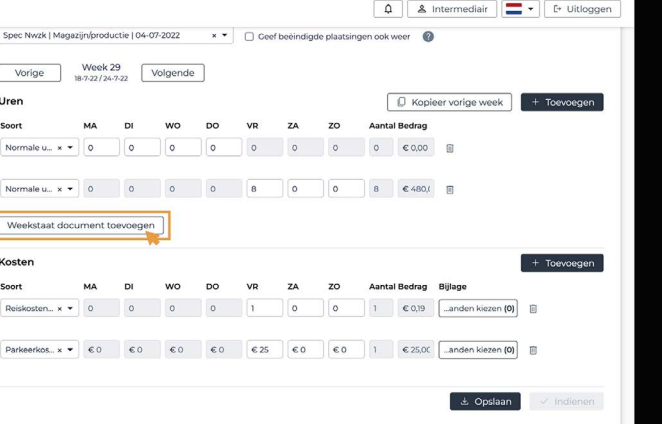 Intermediair Uitloggen
Spec Nwzk | Magazijn/productie | 04-07-2022 × Geef beëindigde plaatsingen ook weer ?
Vorige Week 29 Volgende
18-7-22 / 24-7-22
Uren Kopieer vorige week + Toevoegen
Soort MA DI WO DO VR ZA ZO Aantal Bedrag
Normale u... × 0 0 0 0 0 0 0 0 € 0,00
Normale u... × 0 0 0 0 8 0 0 8 € 480,(
Weekstaat document toevoegen
Kosten + Toevoegen
Soort MA DI WO DO VR ZA ZO Aantal Bedrag Bijlage
Reiskosten... × 0 0 0 0 1 0 0 1 € 0,19 ...anden kiezen (0)
Parkeerkos... × € 0 € 0 € 0 € 0 € 25 € 0 € 0 1 € 25,0( ...anden kiezen (0)
Opslaan Indienen